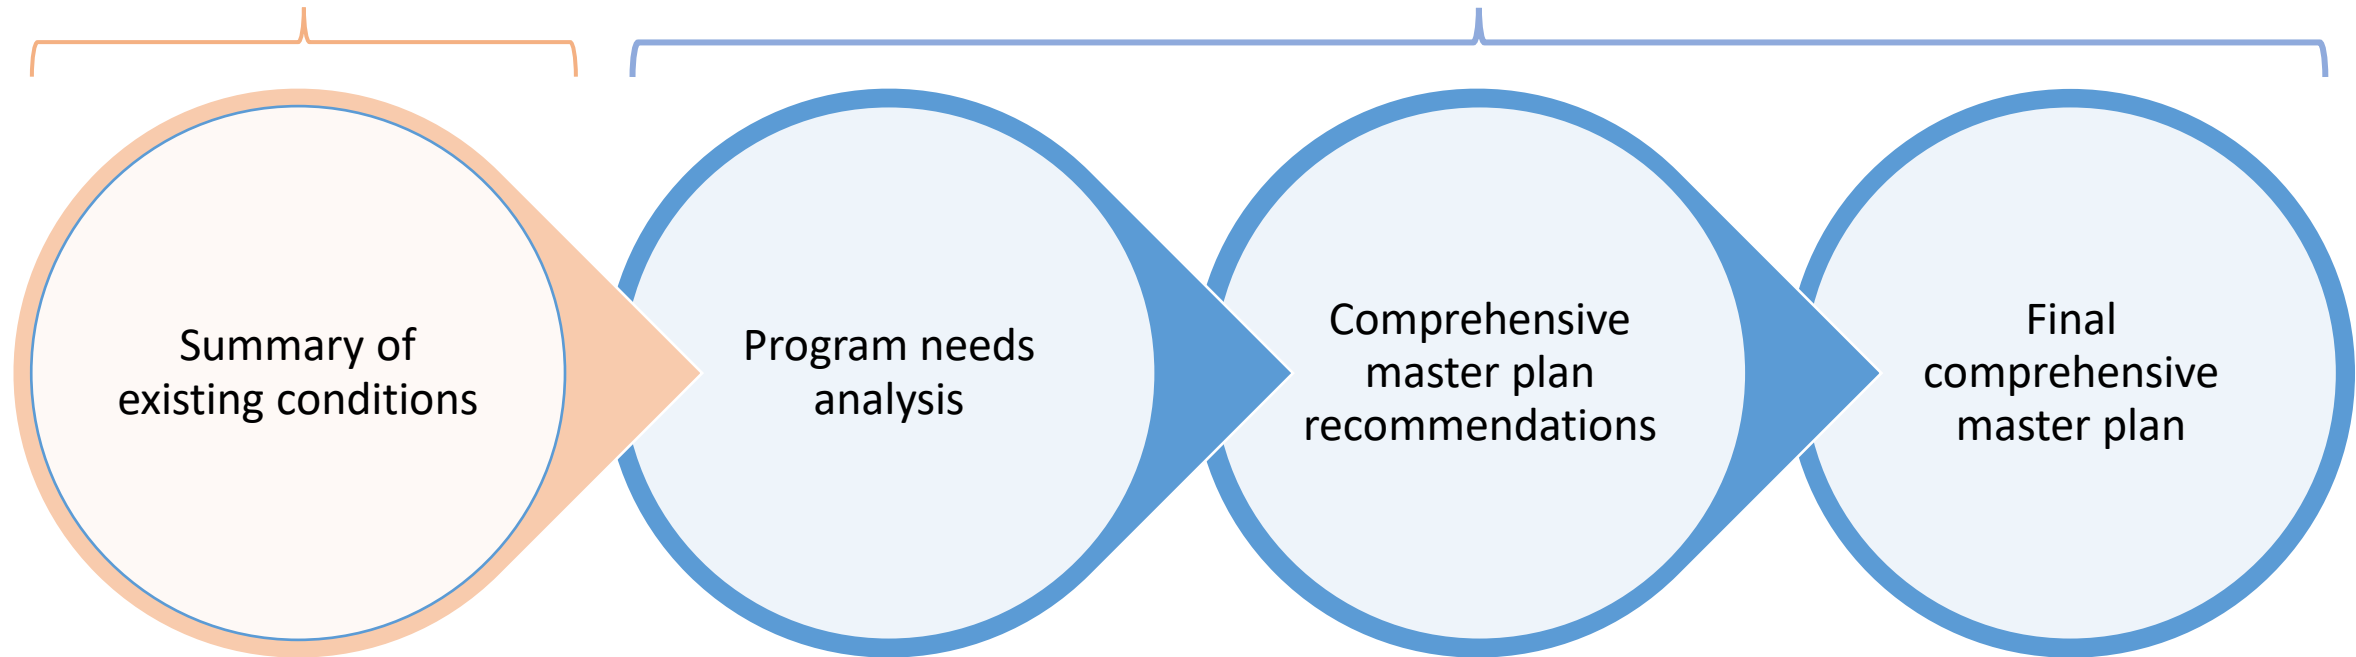 Summary of
existing conditions
Program needs
analysis
Comprehensive
master plan
recommendations
Final
comprehensive
master plan